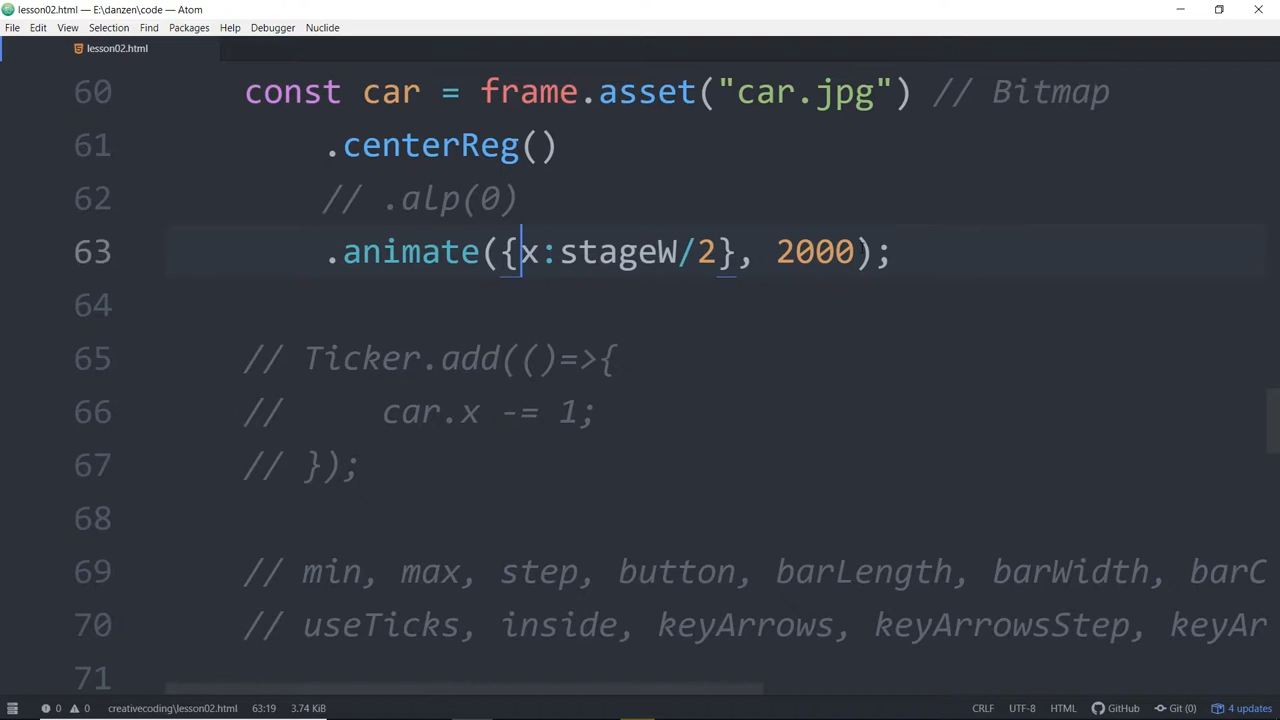 lesson02.html — E:\danzen\code — Atom
File Edit View Selection Find Packages Help Debugger Nuclide
lesson02.html
60 const car = frame.asset("car.jpg") // Bitmap
61 .centerReg()
62 // .alp(0)
63 .animate({x:stageW/2}, 2000);
64
65 // Ticker.add(()=>{
66 // car.x -= 1;
67 // });
68
69 // min, max, step, button, barLength, barWidth, barC
70 // useTicks, inside, keyArrows, keyArrowsStep, keyAr
71
0 0 creativecoding\lesson02.html 63:19 3.74 KiB CRLF UTF-8 HTML GitHub Git (0) 4 updates